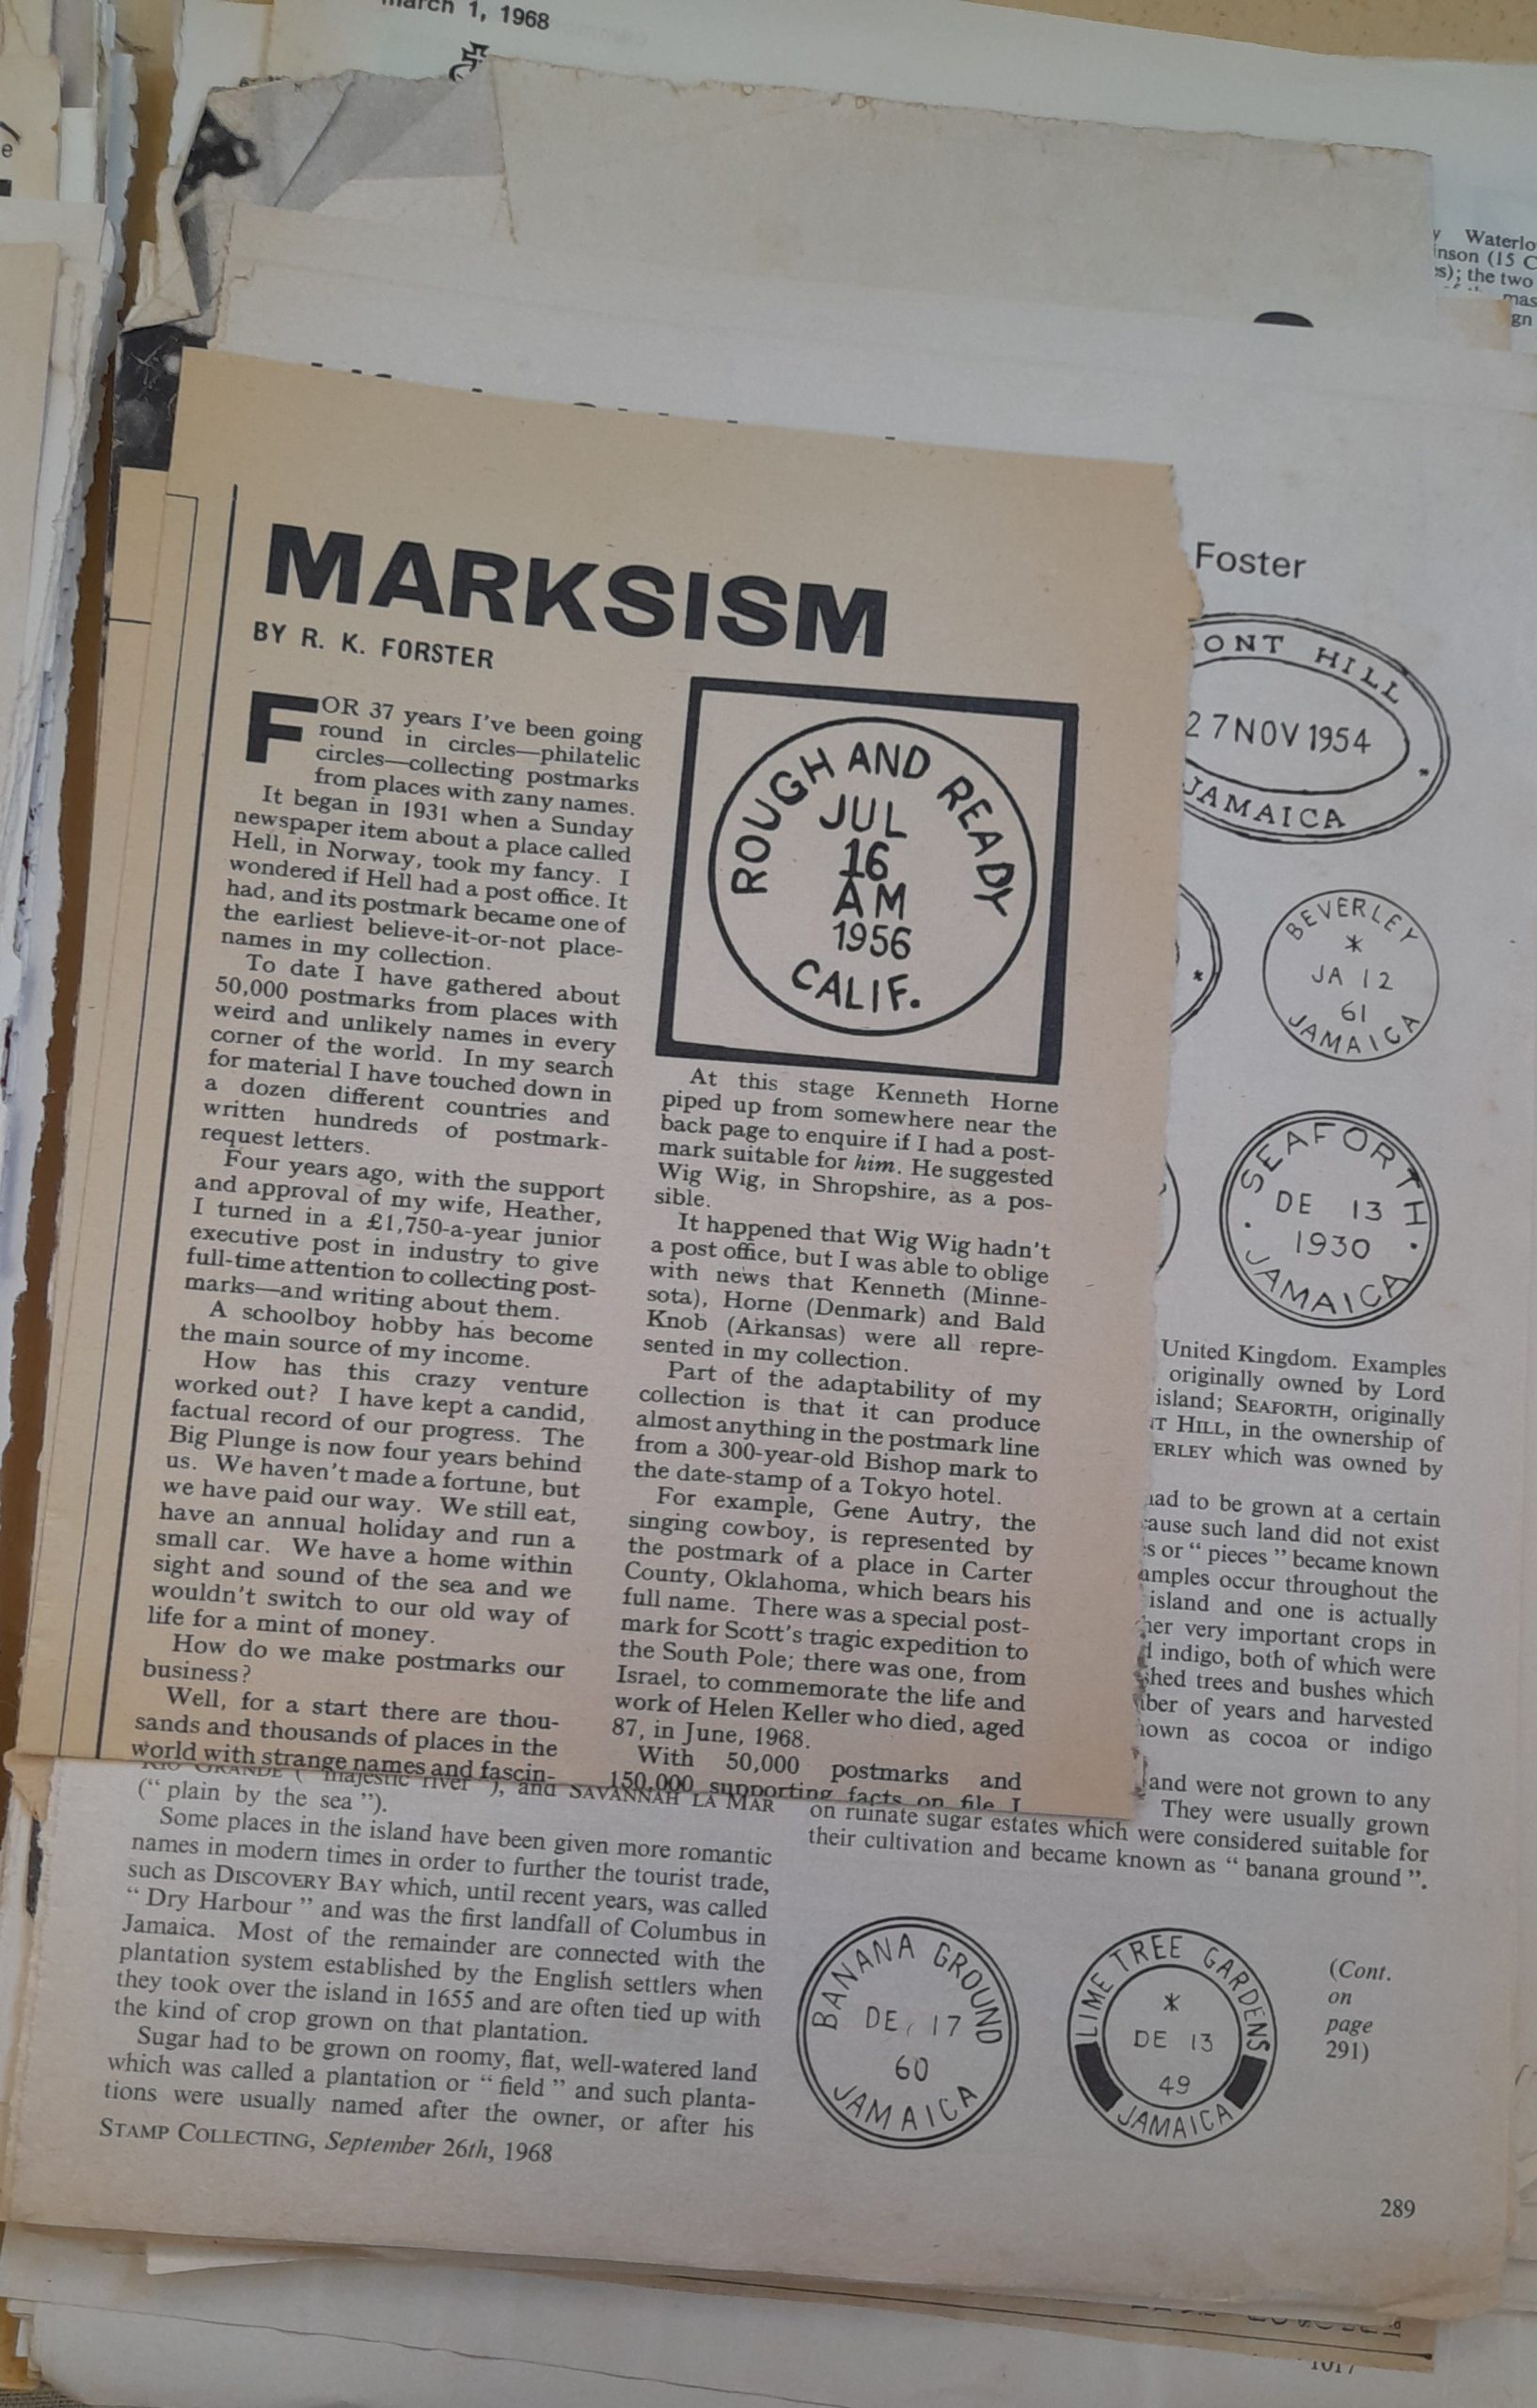 March 1, 1968
Waterlo
inson (15 C
es); the two
mas
gn
MARKSISM
BY R. K. FORSTER
FOR 37 years I've been going
round in circles—philatelic
circles—collecting postmarks
from places with zany names.
It began in 1931 when a Sunday
newspaper item about a place called
Hell, in Norway, took my fancy. I
wondered if Hell had a post office. It
had, and its postmark became one of
the earliest believe-it-or-not place-
names in my collection.
To date I have gathered about
50,000 postmarks from places with
weird and unlikely names in every
corner of the world. In my search
for material I have touched down in
a dozen different countries and
written hundreds of postmark-
request letters.
Four years ago, with the support
and approval of my wife, Heather,
I turned in a £1,750-a-year junior
executive post in industry to give
full-time attention to collecting post-
marks—and writing about them.
A schoolboy hobby has become
the main source of my income.
How has this crazy venture
worked out? I have kept a candid,
factual record of our progress. The
Big Plunge is now four years behind
us. We haven't made a fortune, but
we have paid our way. We still eat,
have an annual holiday and run a
small car. We have a home within
sight and sound of the sea and we
wouldn't switch to our old way of
life for a mint of money.
How do we make postmarks our
business?
Well, for a start there are thou-
sands and thousands of places in the
world with strange names and fascin-
ROUGH AND READY
JUL
16
AM
1956
CALIF.
At this stage Kenneth Horne
piped up from somewhere near the
back page to enquire if I had a post-
mark suitable for him. He suggested
Wig Wig, in Shropshire, as a pos-
sible.
It happened that Wig Wig hadn't
a post office, but I was able to oblige
with news that Kenneth (Minne-
sota), Horne (Denmark) and Bald
Knob (Arkansas) were all repre-
sented in my collection.
Part of the adaptability of my
collection is that it can produce
almost anything in the postmark line
from a 300-year-old Bishop mark to
the date-stamp of a Tokyo hotel.
For example, Gene Autry, the
singing cowboy, is represented by
the postmark of a place in Carter
County, Oklahoma, which bears his
full name. There was a special post-
mark for Scott's tragic expedition to
the South Pole; there was one, from
Israel, to commemorate the life and
work of Helen Keller who died, aged
87, in June, 1968.
With 50,000 postmarks and
150,000 supporting facts on file I
Foster
ONT HILL
27 NOV 1954
JAMAICA
BEVERLEY
*
JA 12
61
JAMAICA
SEAFORTH
DE 13
1930
JAMAICA
United Kingdom. Examples
originally owned by Lord
island; SEAFORTH, originally
T HILL, in the ownership of
ERLEY which was owned by
had to be grown at a certain
cause such land did not exist
s or " pieces " became known
amples occur throughout the
island and one is actually
her very important crops in
d indigo, both of which were
shed trees and bushes which
ber of years and harvested
nown as cocoa or indigo
and were not grown to any
They were usually grown
on ruinate sugar estates which were considered suitable for
their cultivation and became known as " banana ground ".
RIO GRANDE (" majestic river "), and SAVANNAH LA MAR
(" plain by the sea ").
Some places in the island have been given more romantic
names in modern times in order to further the tourist trade,
such as DISCOVERY BAY which, until recent years, was called
" Dry Harbour " and was the first landfall of Columbus in
Jamaica. Most of the remainder are connected with the
plantation system established by the English settlers when
they took over the island in 1655 and are often tied up with
the kind of crop grown on that plantation.
Sugar had to be grown on roomy, flat, well-watered land
which was called a plantation or " field " and such planta-
tions were usually named after the owner, or after his
BANANA GROUND
DE, 17
60
JAMAICA
LIME TREE GARDENS
*
DE 13
49
JAMAICA
(Cont.
on
page
291)
STAMP COLLECTING, September 26th, 1968
289
1017